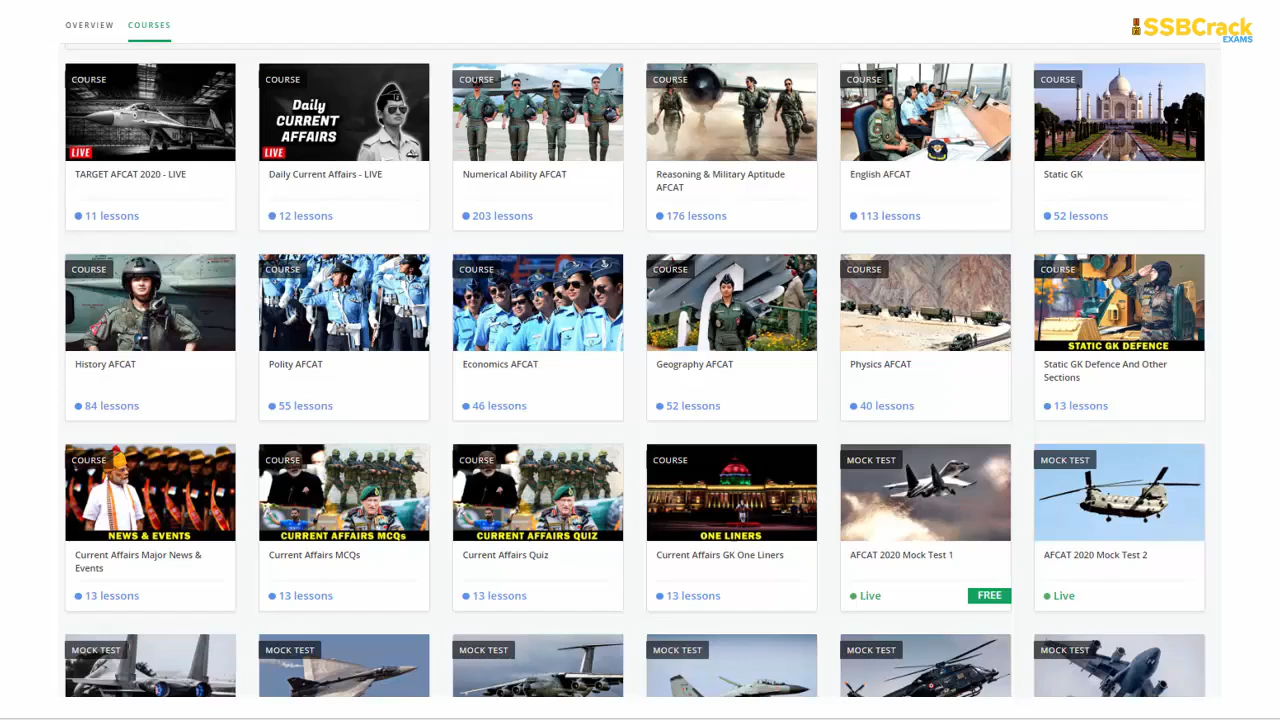 OVERVIEW COURSES
SSBCrack
EXAMS
COURSE COURSE COURSE COURSE COURSE COURSE
Daily
CURRENT
AFFAIRS
LIVE LIVE
TARGET AFCAT 2020 - LIVE Daily Current Affairs - LIVE Numerical Ability AFCAT Reasoning & Military Aptitude English AFCAT Static GK
AFCAT
11 lessons 12 lessons 203 lessons 176 lessons 113 lessons 52 lessons
COURSE COURSE COURSE COURSE COURSE COURSE
STATIC GK DEFENCE
History AFCAT Polity AFCAT Economics AFCAT Geography AFCAT Physics AFCAT Static GK Defence And Other
Sections
84 lessons 55 lessons 46 lessons 52 lessons 40 lessons 13 lessons
COURSE COURSE COURSE COURSE MOCK TEST MOCK TEST
NEWS & EVENTS CURRENT AFFAIRS MCQs CURRENT AFFAIRS QUIZ ONE LINERS
Current Affairs Major News & Current Affairs MCQs Current Affairs Quiz Current Affairs GK One Liners AFCAT 2020 Mock Test 1 AFCAT 2020 Mock Test 2
Events
13 lessons 13 lessons 13 lessons 13 lessons Live FREE Live
MOCK TEST MOCK TEST MOCK TEST MOCK TEST MOCK TEST MOCK TEST